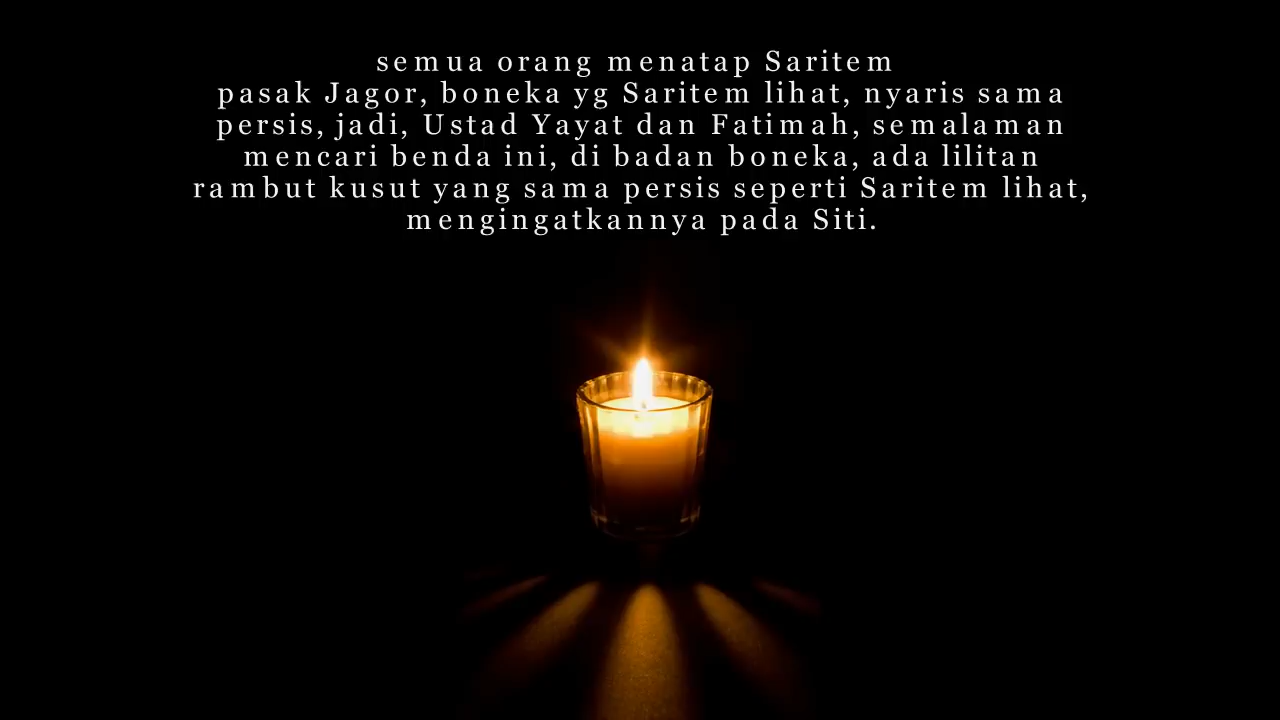 semua orang menatap Saritem
pasak Jagor, boneka yg Saritem lihat, nyaris sama
persis, jadi, Ustad Yayat dan Fatimah, semalaman
mencari benda ini, di badan boneka, ada lilitan
rambut kusut yang sama persis seperti Saritem lihat,
mengingatkannya pada Siti.